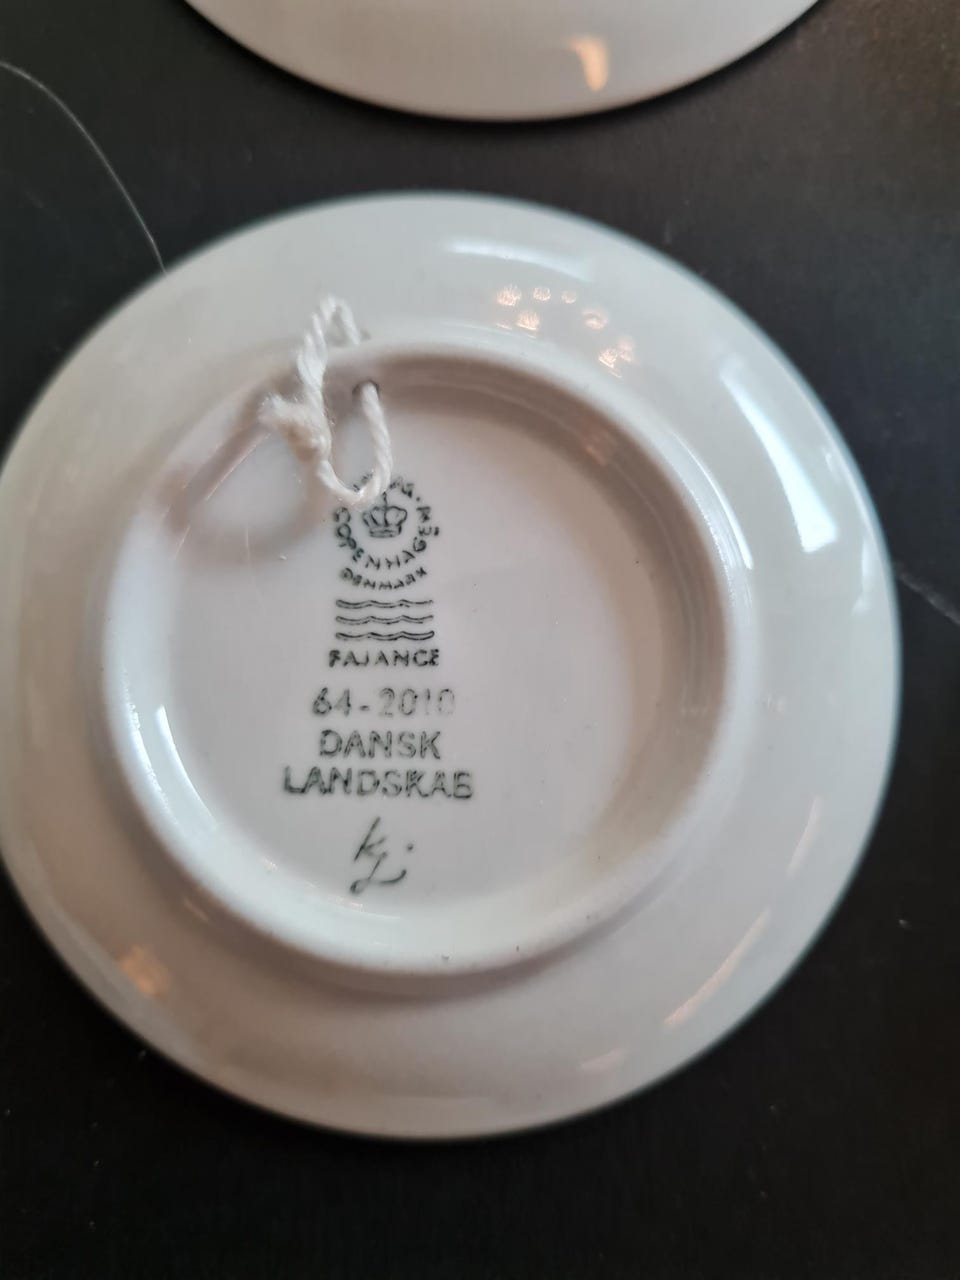 COPENHAGEN
DENMARK
FAJANCE
64-2010
DANSK
LANDSKAB